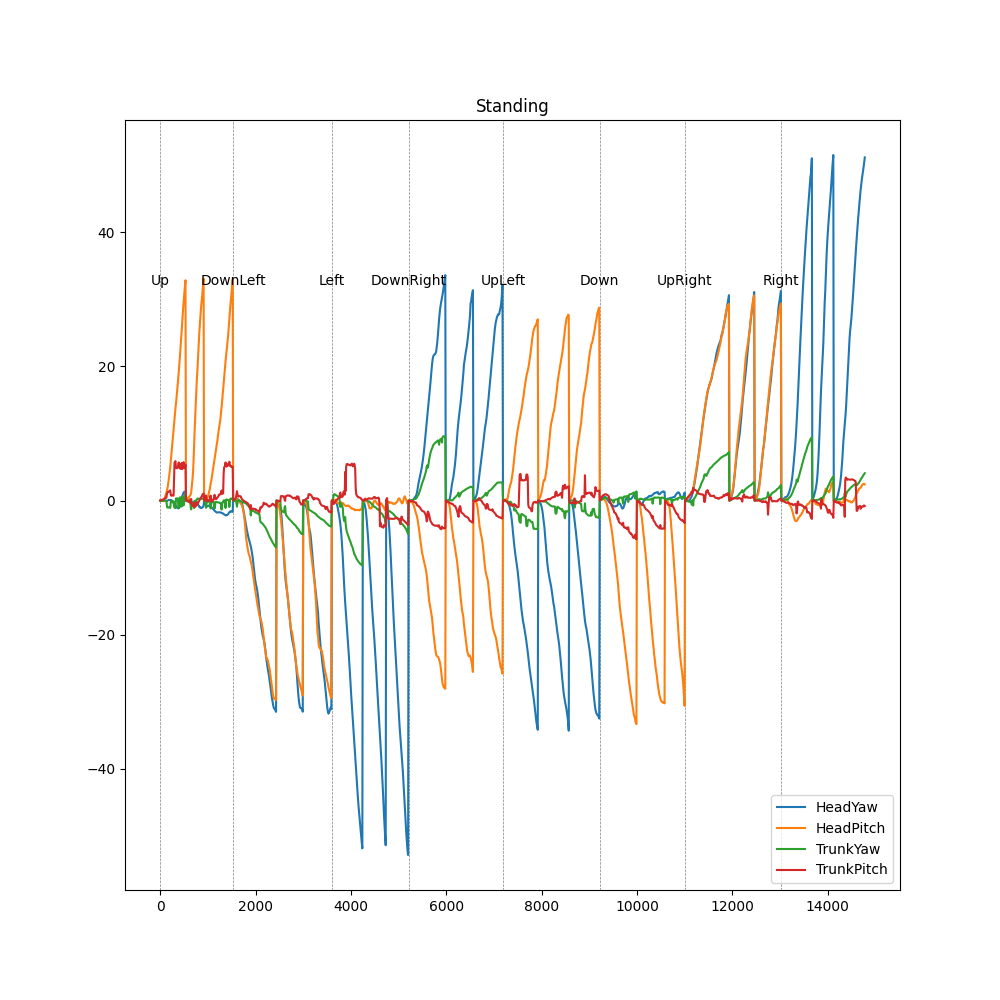 Standing
Up DownLeft Left DownRight UpLeft Down UpRight Right
40
20
0
−20
−40
0 2000 4000 6000 8000 10000 12000 14000
HeadYaw
HeadPitch
TrunkYaw
TrunkPitch